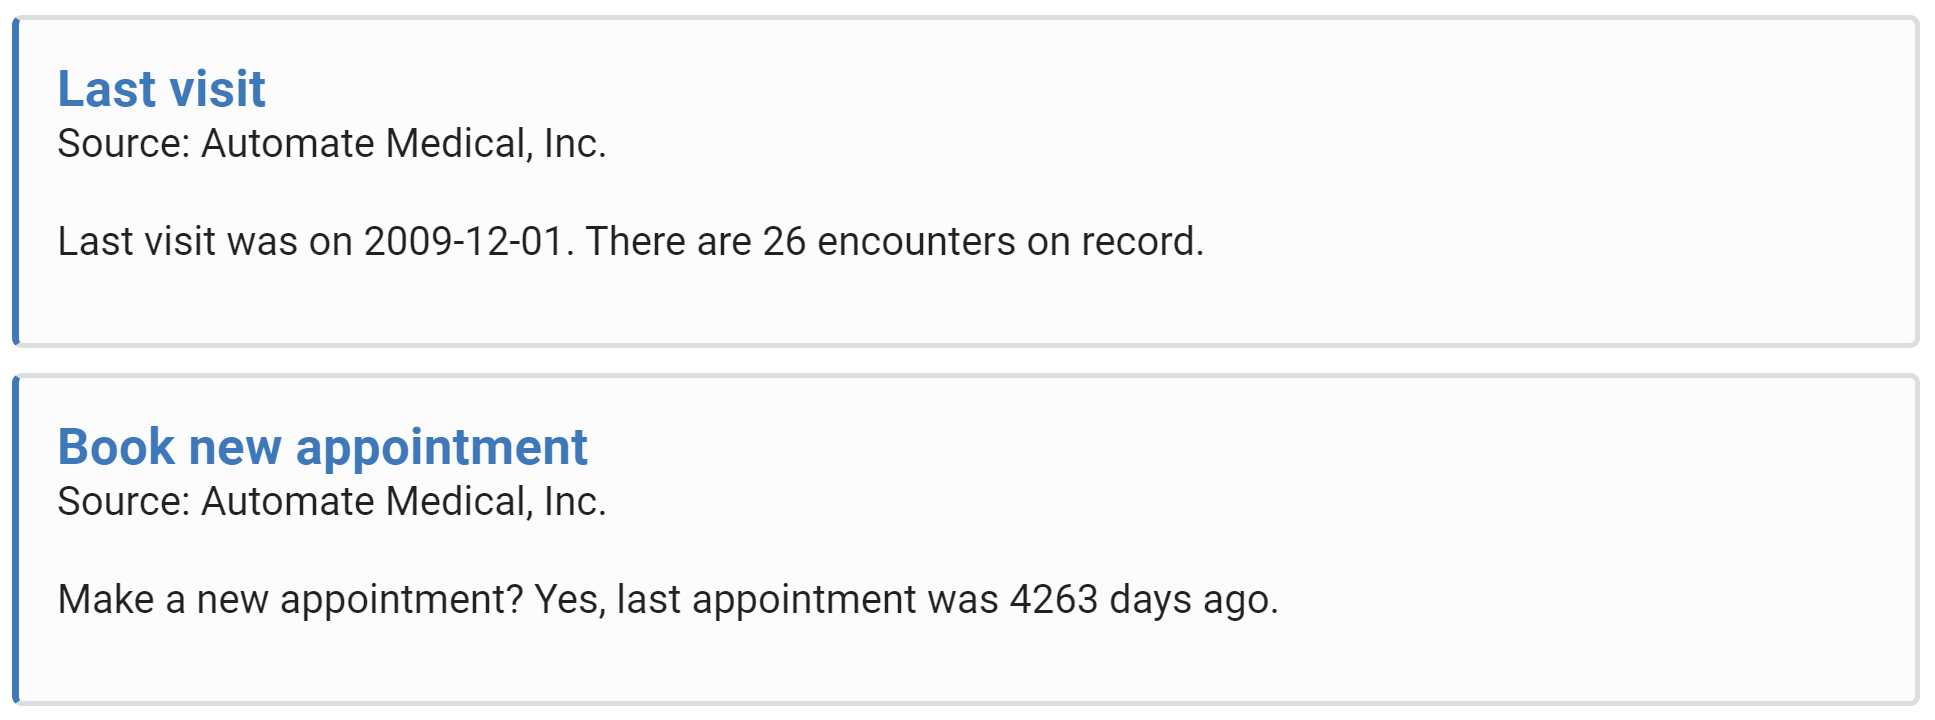 Last visit
Source: Automate Medical, Inc.
Last visit was on 2009-12-01. There are 26 encounters on record.
Book new appointment
Source: Automate Medical, Inc.
Make a new appointment? Yes, last appointment was 4263 days ago.